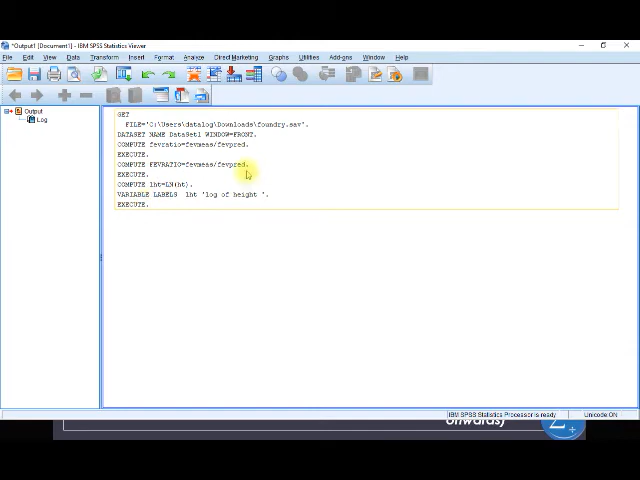 *Output1 [Document1] - IBM SPSS Statistics Viewer
File Edit View Data Transform Insert Format Analyze Direct Marketing Graphs Utilities Add-ons Window Help
Output
Log
GET
FILE='C:\Users\datalog\Downloads\foundry.sav'.
DATASET NAME DataSet1 WINDOW=FRONT.
COMPUTE fevratio=fevmeas/fevpred.
EXECUTE.
COMPUTE FEVRATIO=fevmeas/fevpred.
EXECUTE.
COMPUTE lht=LN(ht).
VARIABLE LABELS  lht 'log of height '.
EXECUTE.
IBM SPSS Statistics Processor is ready
Unicode:ON
onwards)